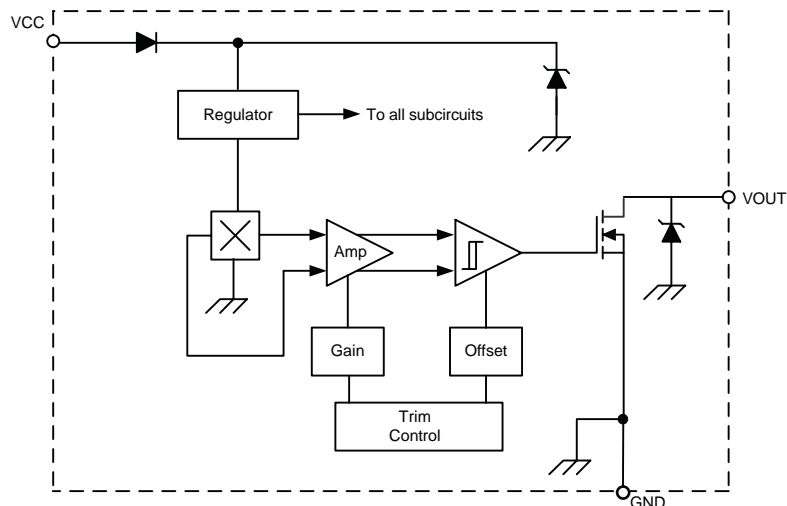 VCC
Regulator
To all subcircuits
VOUT
Amp
Gain
Offset
Trim
Control
GND